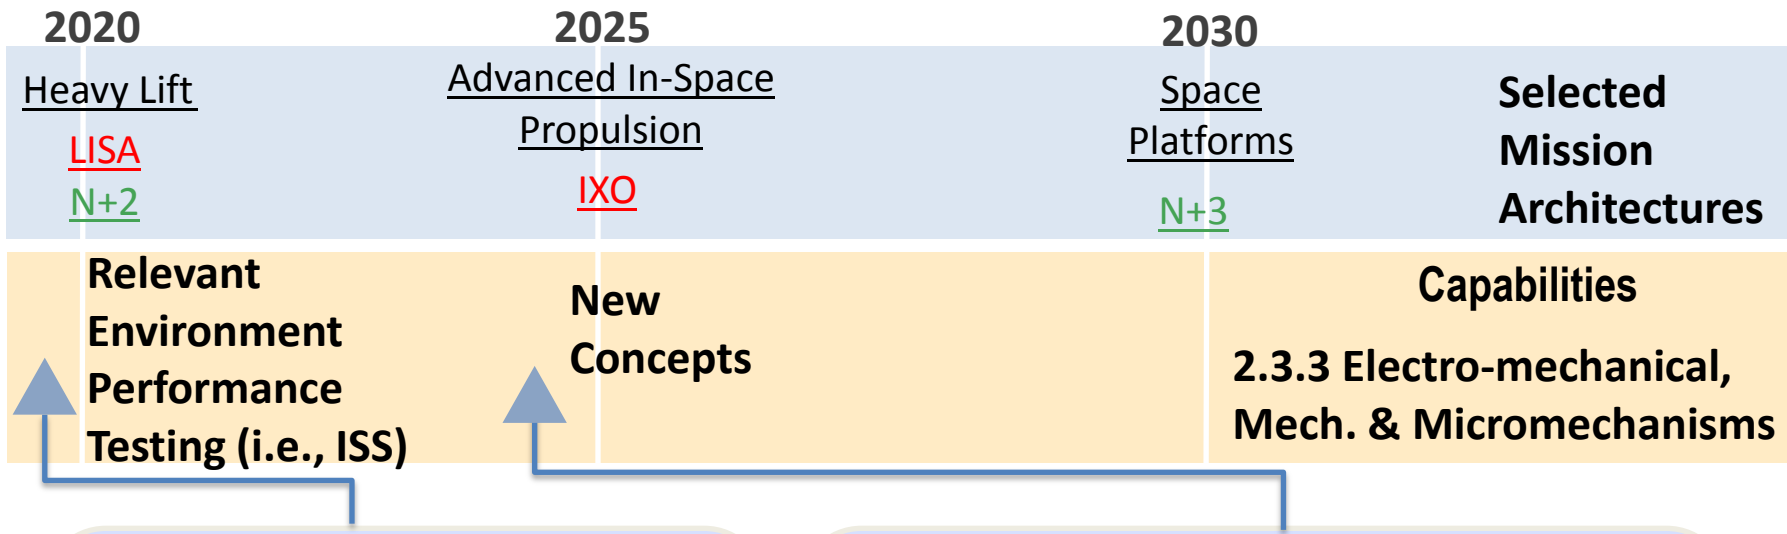 2020 2025 2030
Heavy Lift
LISA
N+2
Advanced In-Space
Propulsion
IXO
Space
Platforms
N+3
Selected
Mission
Architectures
Relevant
Environment
Performance
Testing (i.e., ISS)
New
Concepts
Capabilities
2.3.3 Electro-mechanical,
Mech. & Micromechanisms